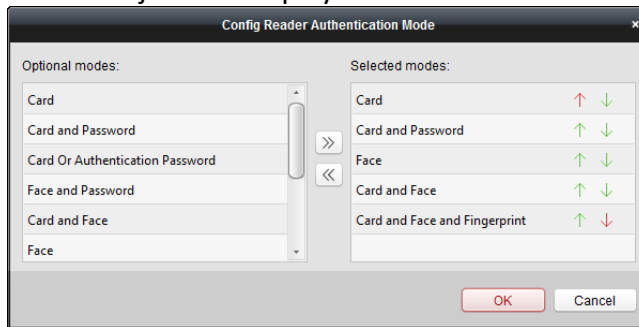 Config Reader Authentication Mode
Optional modes:
Selected modes:
Card
Card and Password
Card Or Authentication Password
Face and Password
Card and Face
Face
Card
Card and Password
Face
Card and Face
Card and Face and Fingerprint
OK
Cancel